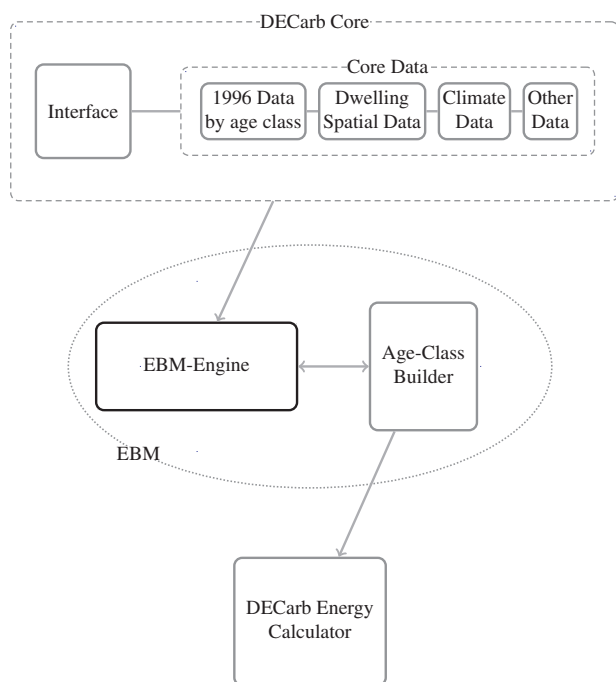 DECarb Core
Core Data
Interface
1996 Data
by age class
Dwelling
Spatial Data
Climate
Data
Other
Data
EBM-Engine
Age-Class
Builder
EBM
DECarb Energy
Calculator